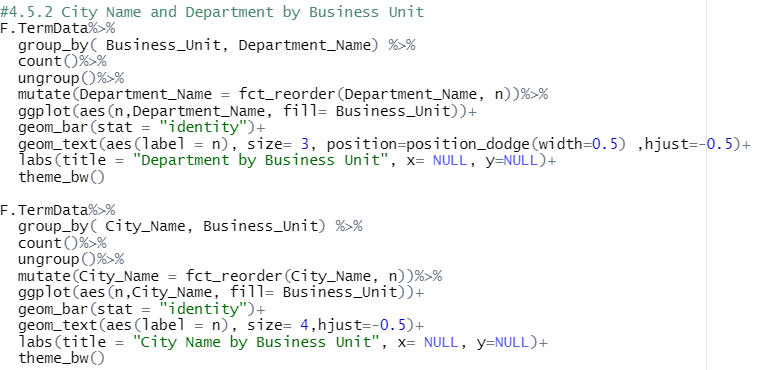 #4.5.2 City Name and Department by Business Unit
F.TermData%>%
  group_by( Business_Unit, Department_Name) %>%
  count()%>%
  ungroup()%>%
  mutate(Department_Name = fct_reorder(Department_Name, n))%>%
  ggplot(aes(n,Department_Name, fill= Business_Unit))+
  geom_bar(stat = "identity")+
  geom_text(aes(label = n), size= 3, position=position_dodge(width=0.5) ,hjust=-0.5)+
  labs(title = "Department by Business Unit", x= NULL, y=NULL)+
  theme_bw()

F.TermData%>%
  group_by( City_Name, Business_Unit) %>%
  count()%>%
  ungroup()%>%
  mutate(City_Name = fct_reorder(City_Name, n))%>%
  ggplot(aes(n,City_Name, fill= Business_Unit))+
  geom_bar(stat = "identity")+
  geom_text(aes(label = n), size= 4,hjust=-0.5)+
  labs(title = "City Name by Business Unit", x= NULL, y=NULL)+
  theme_bw()